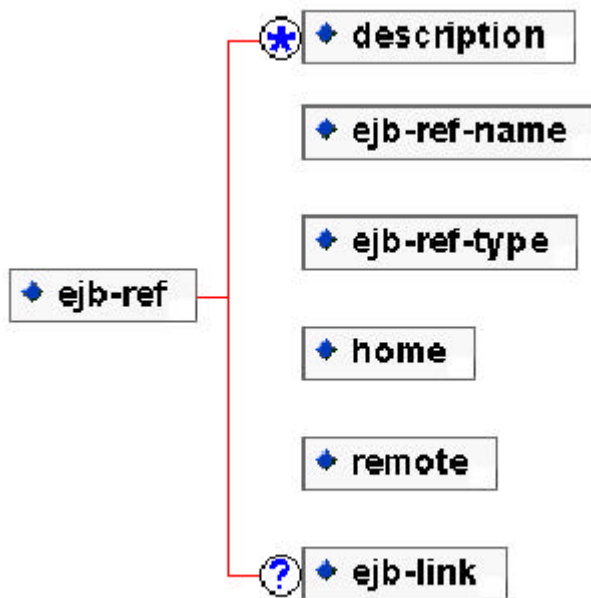 *
description
ejb-ref-name
ejb-ref-type
ejb-ref
home
remote
?
ejb-link